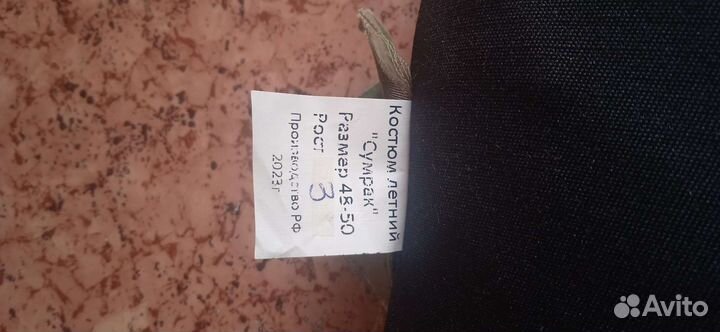 Костюм летний
"Сумрак"
Размер 48-50
Рост 3
Производство РФ
2023г
Avito